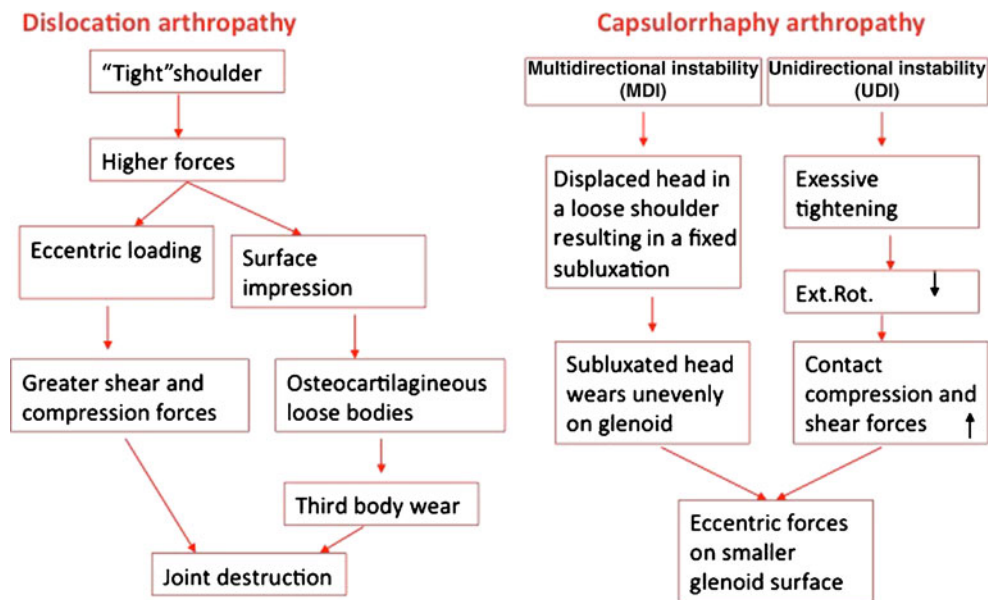 Dislocation arthropathy
"Tight"shoulder
Higher forces
Eccentric loading
Surface
impression
Greater shear and
compression forces
Osteocartilagineous
loose bodies
Third body wear
Joint destruction
Capsulorrhaphy arthropathy
Multidirectional instability
(MDI)
Unidirectional instability
(UDI)
Displaced head in
a loose shoulder
resulting in a fixed
subluxation
Exessive
tightening
Ext.Rot. ↓
Subluxated head
wears unevenly
on glenoid
Contact
compression and
shear forces ↑
Eccentric forces
on smaller
glenoid surface